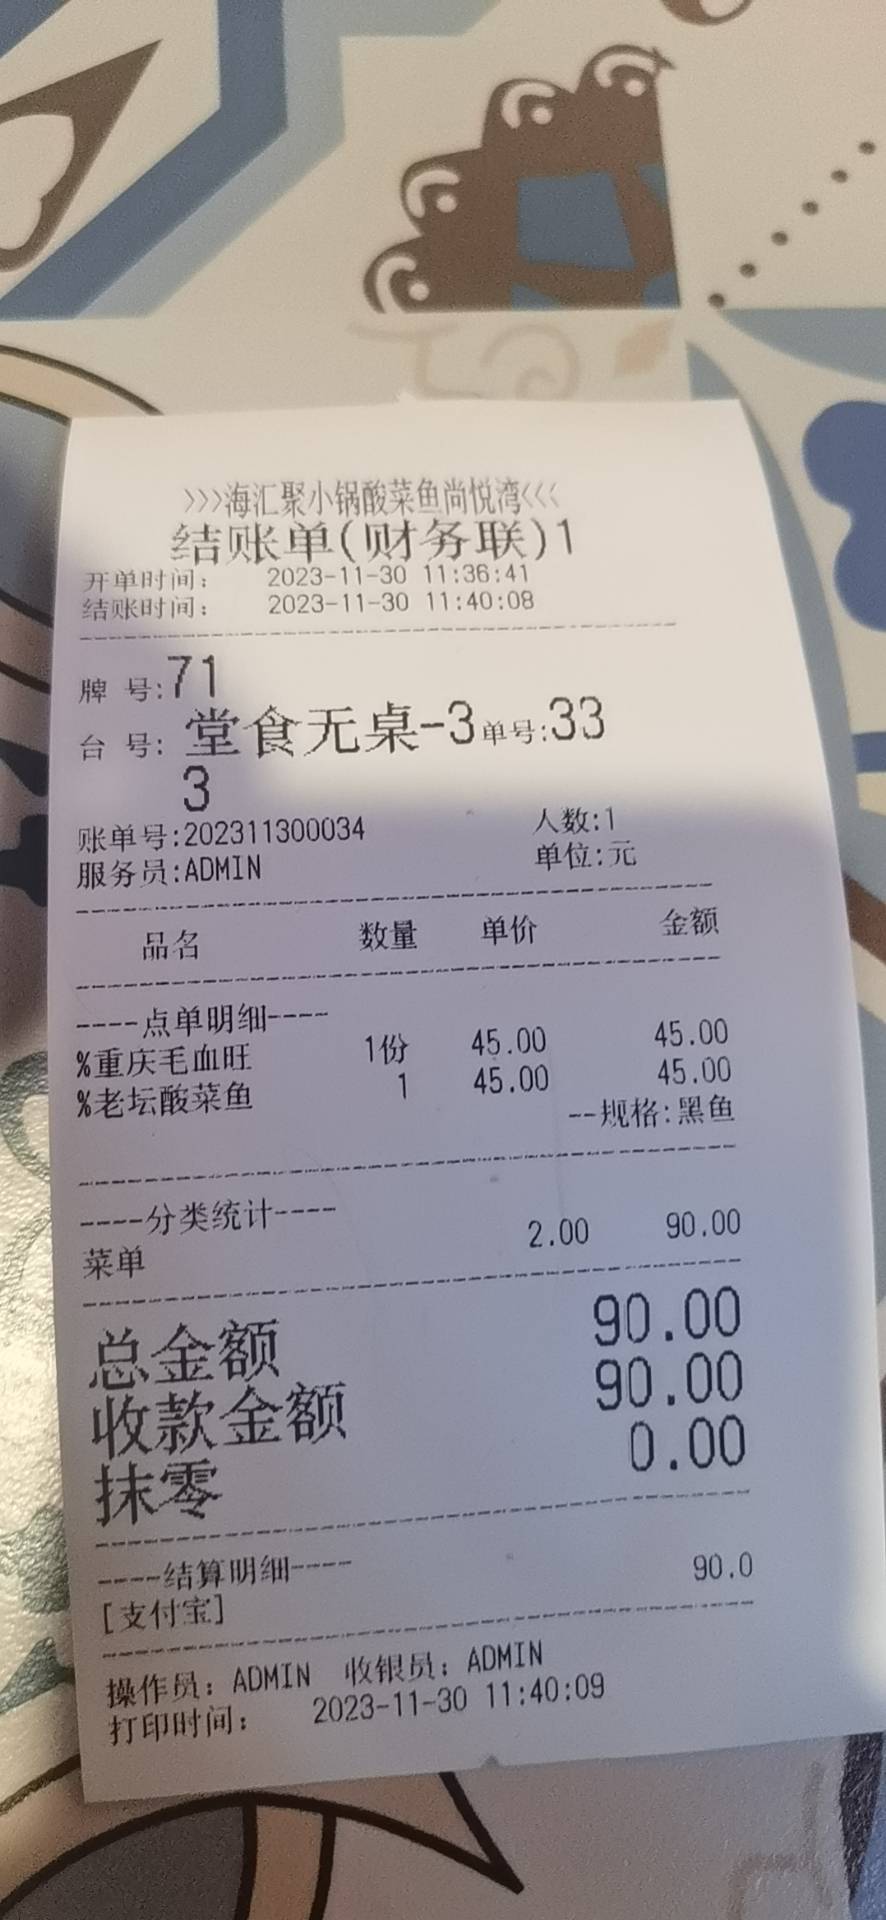 >>>海汇聚小锅酸菜鱼尚悦湾<<<
结账单(财务联)1
开单时间: 2023-11-30 11:36:41
结账时间: 2023-11-30 11:40:08
牌 号:71
台 号: 堂食无桌-3单号:33
3
账单号:202311300034 人数:1
服务员:ADMIN 单位:元
品名 数量 单价 金额
----点单明细----
%重庆毛血旺 1份 45.00 45.00
%老坛酸菜鱼 1 45.00 45.00
--规格:黑鱼
----分类统计----
菜单 2.00 90.00
总金额 90.00
收款金额 90.00
抹零 0.00
----结算明细----
[支付宝] 90.0
操作员: ADMIN 收银员: ADMIN
打印时间: 2023-11-30 11:40:09